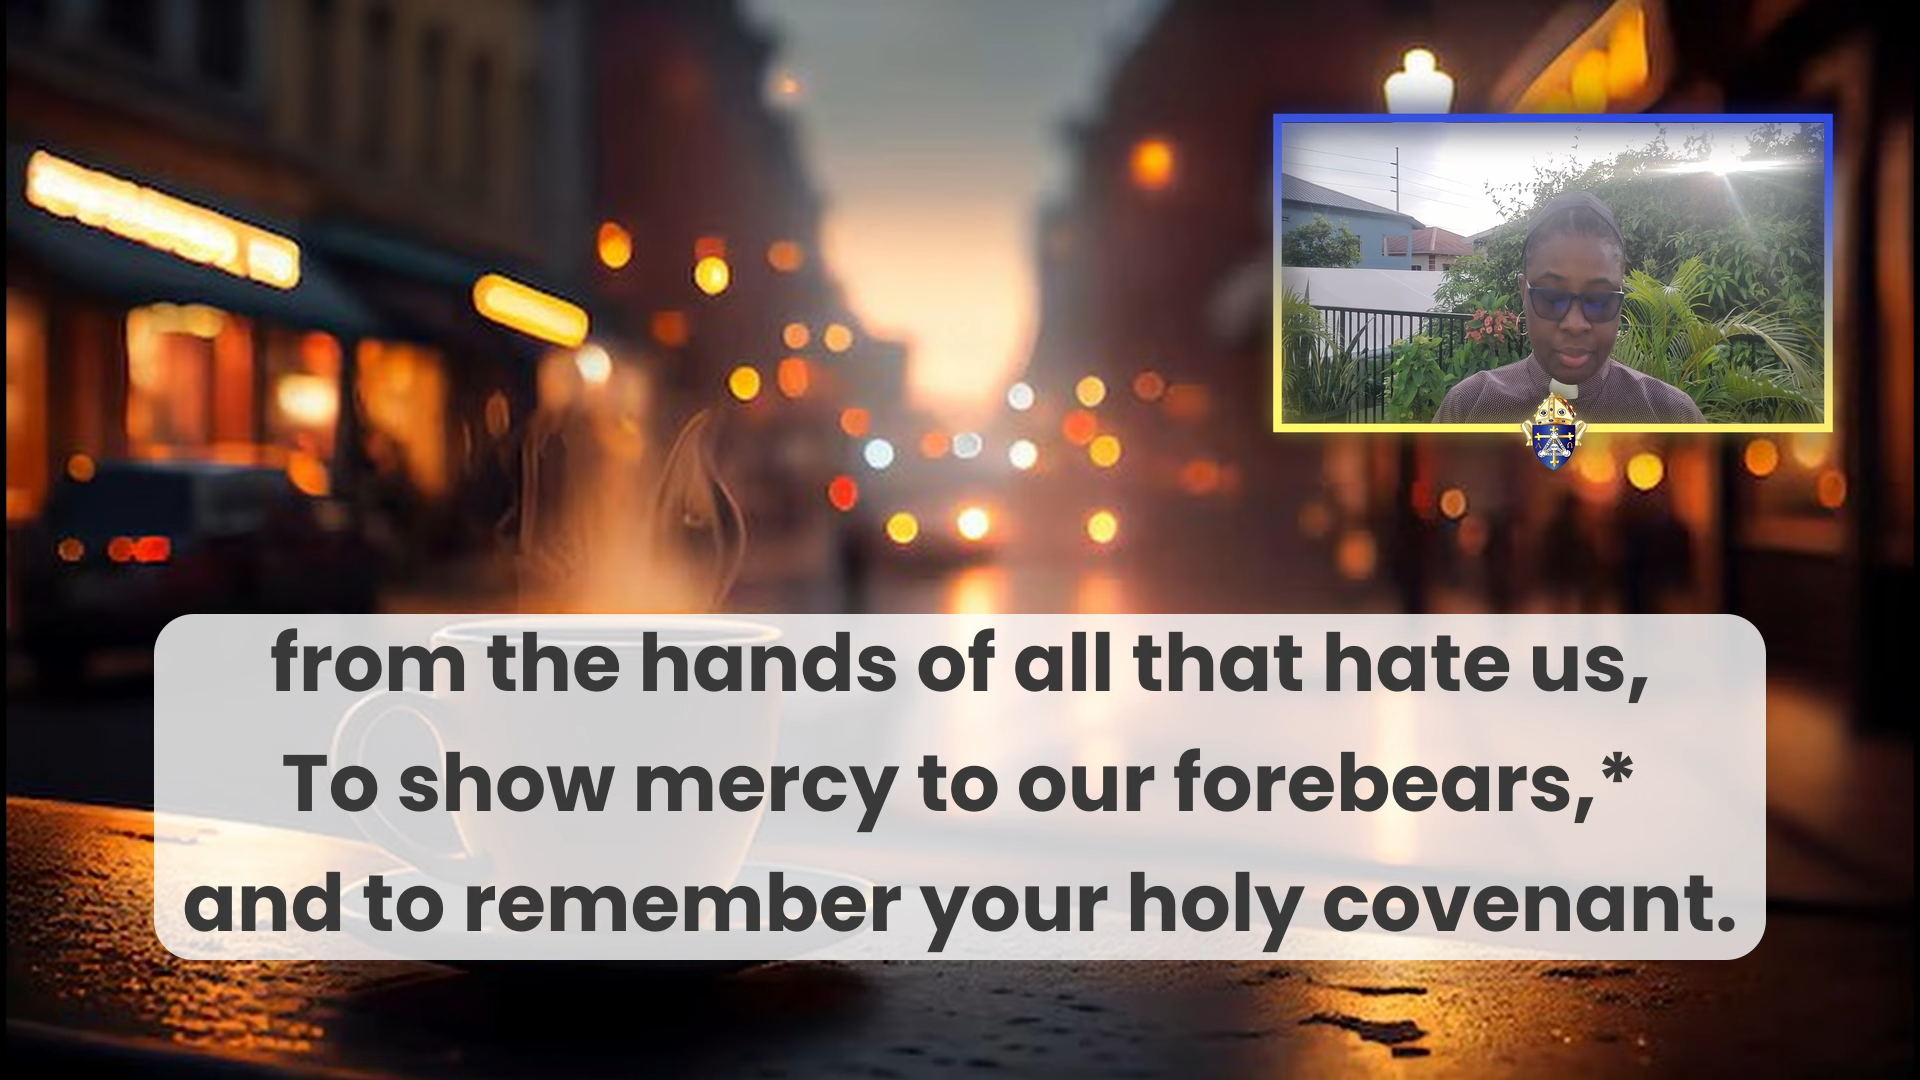 from the hands of all that hate us,
To show mercy to our forebears,*
and to remember your holy covenant.